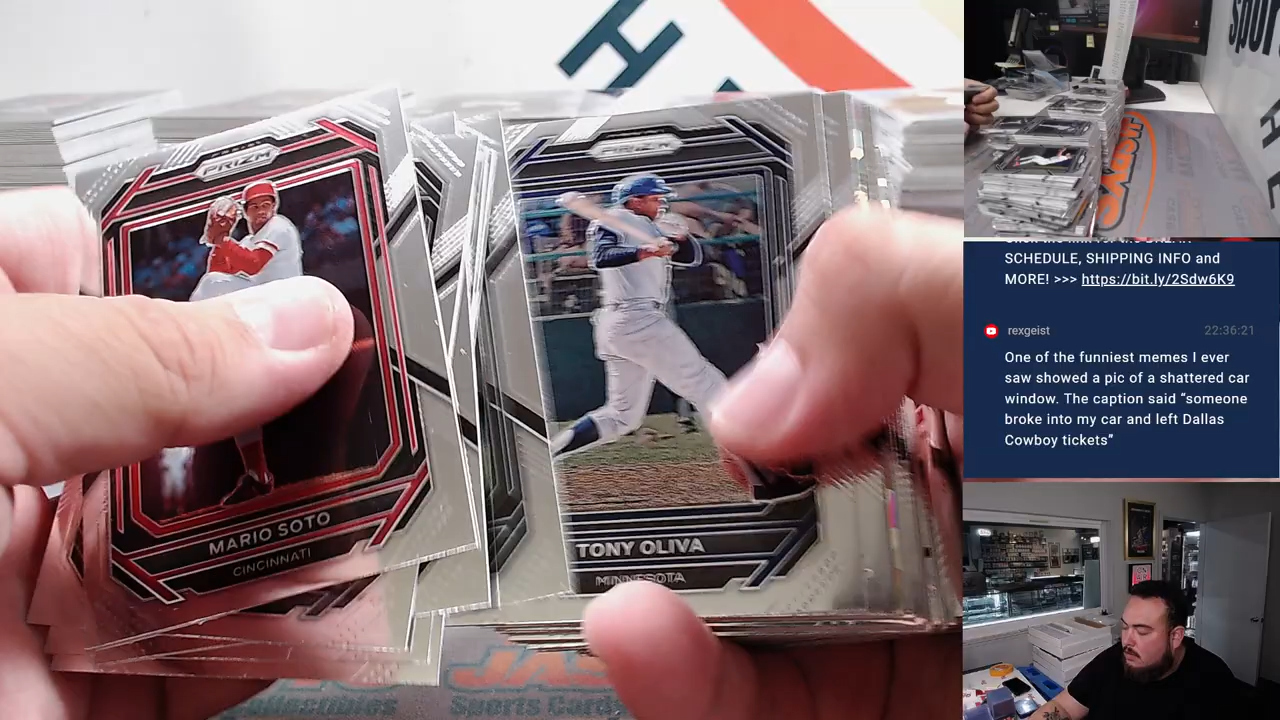 PRIZM
MARIO SOTO
CINCINNATI
PRIZM
TONY OLIVA
MINNESOTA
Sports Card
SCHEDULE, SHIPPING INFO and
MORE! >>> https://bit.ly/2Sdw6K9
rexgeist
22:36:21
One of the funniest memes I ever
saw showed a pic of a shattered car
window. The caption said “someone
broke into my car and left Dallas
Cowboy tickets”